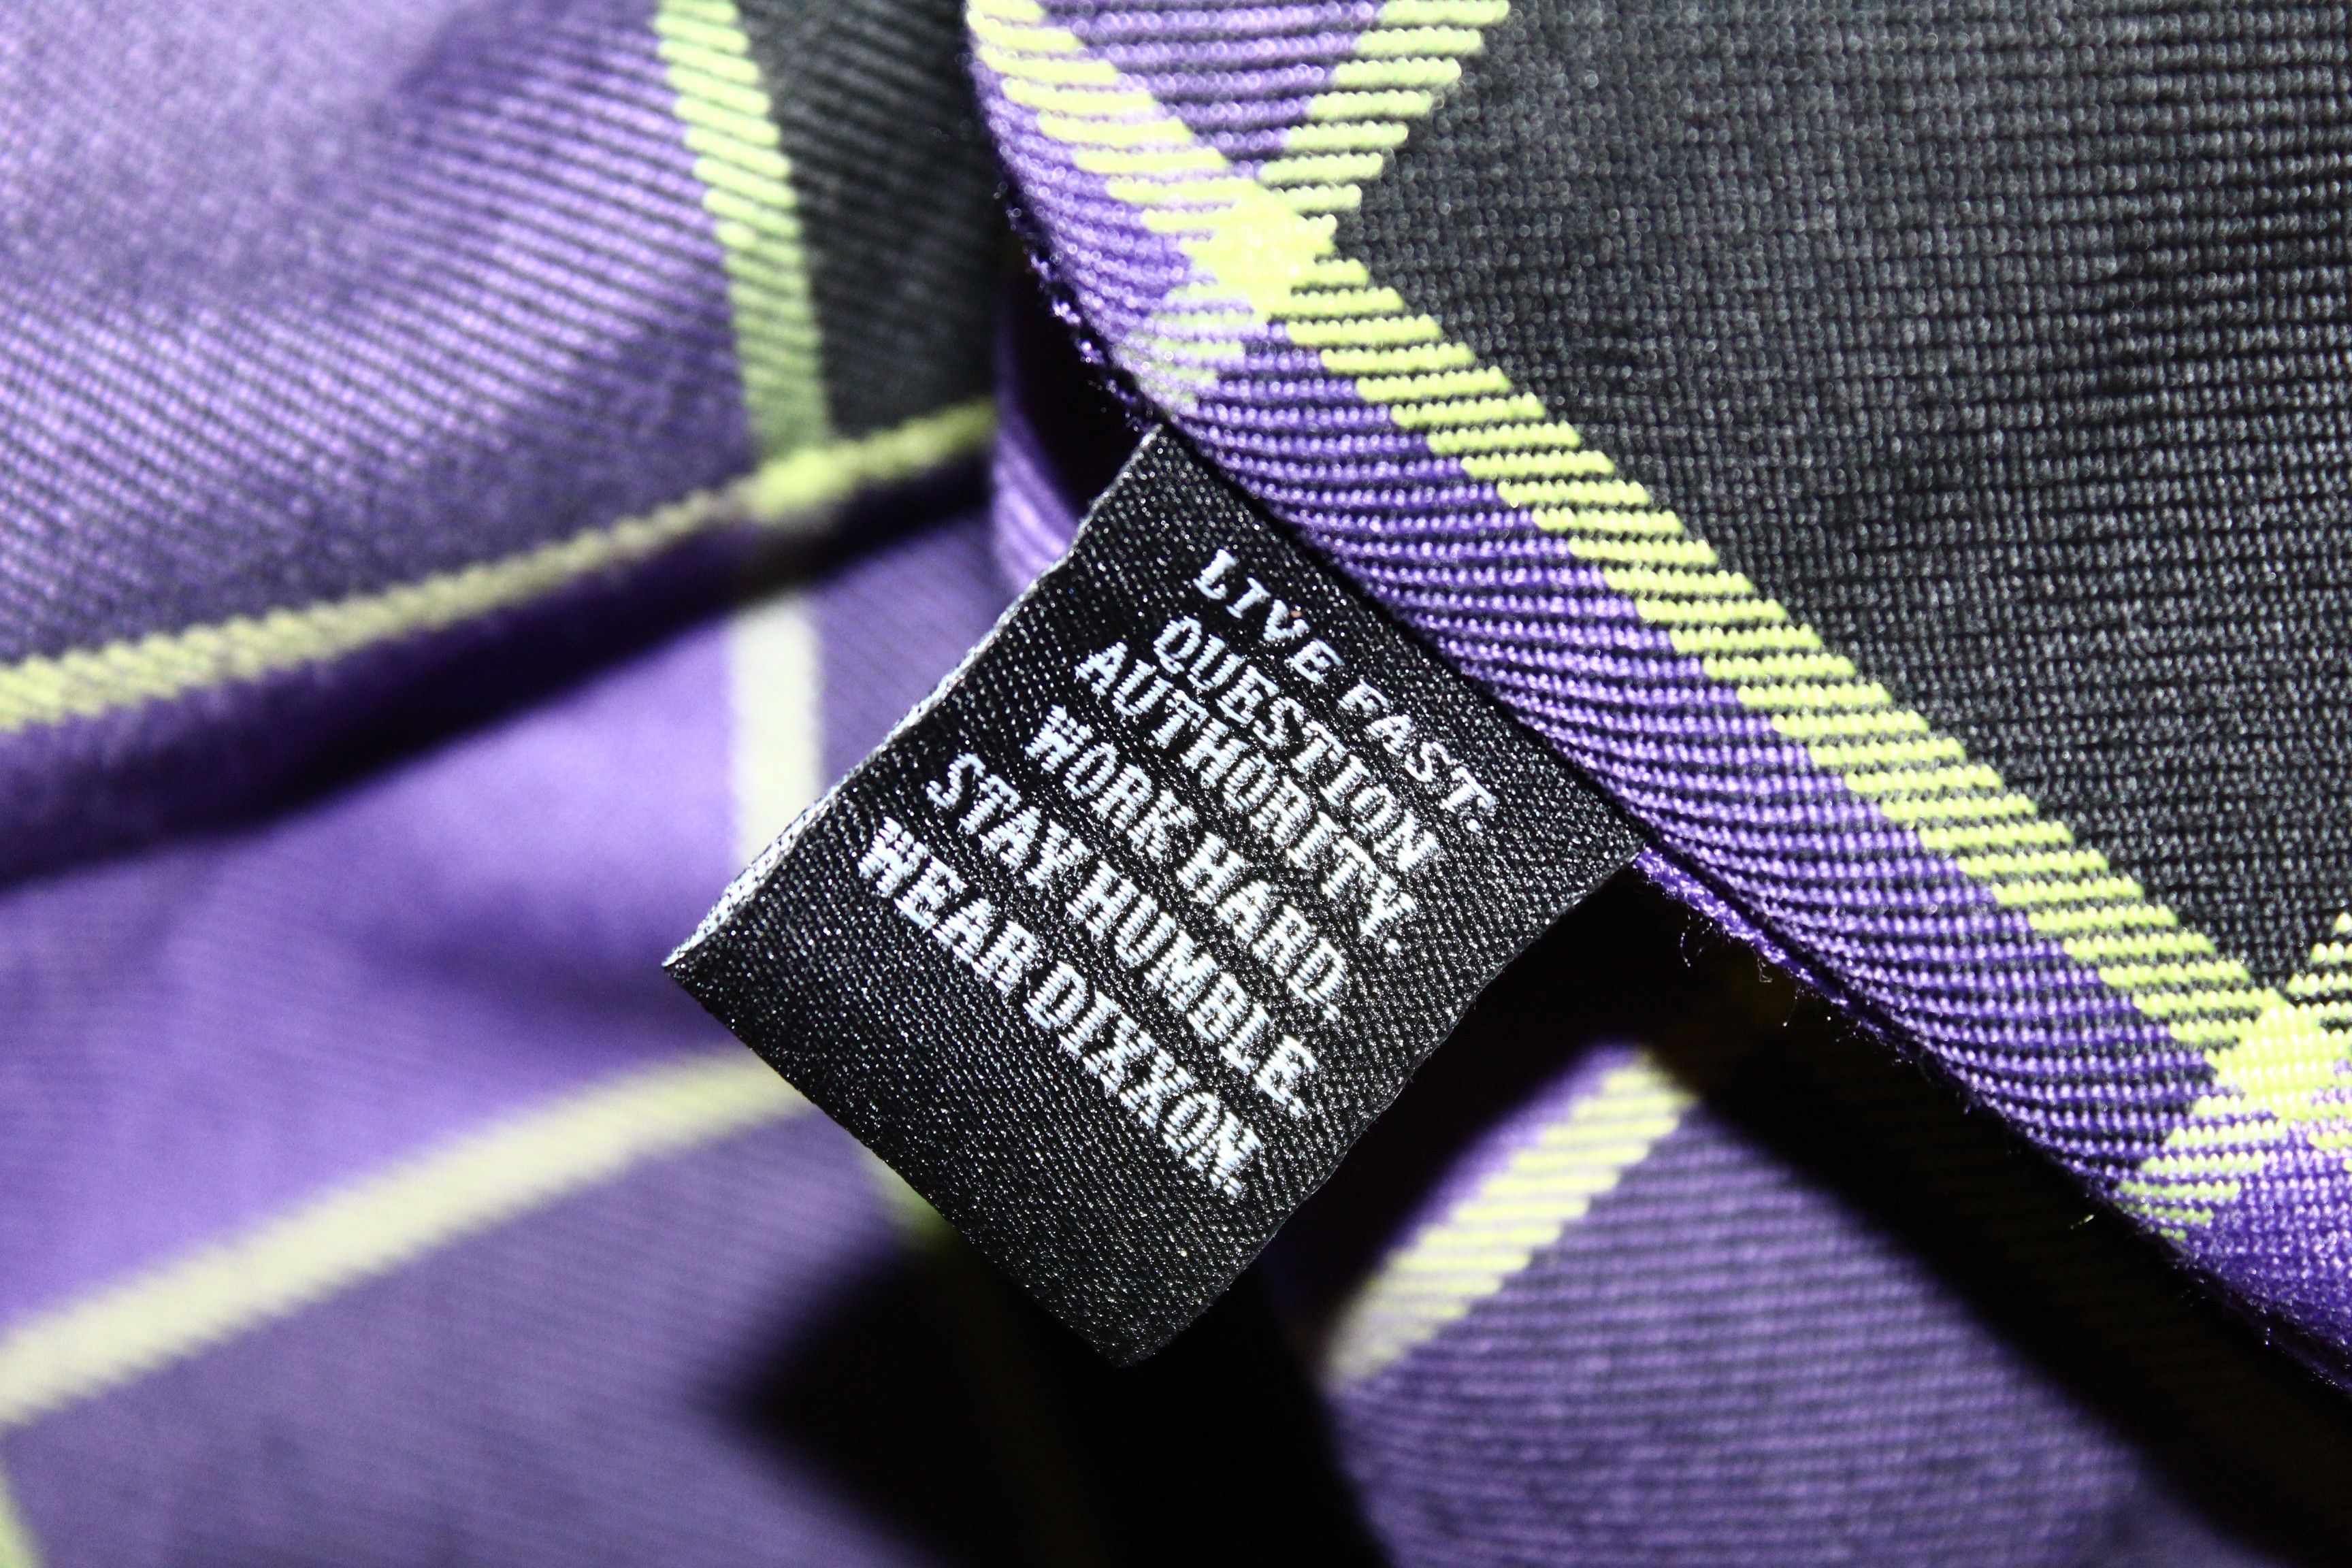 LIVE FAST.
QUESTION
AUTHORITY.
WORK HARD.
STAY HUMBLE.
WEAR DIXXON